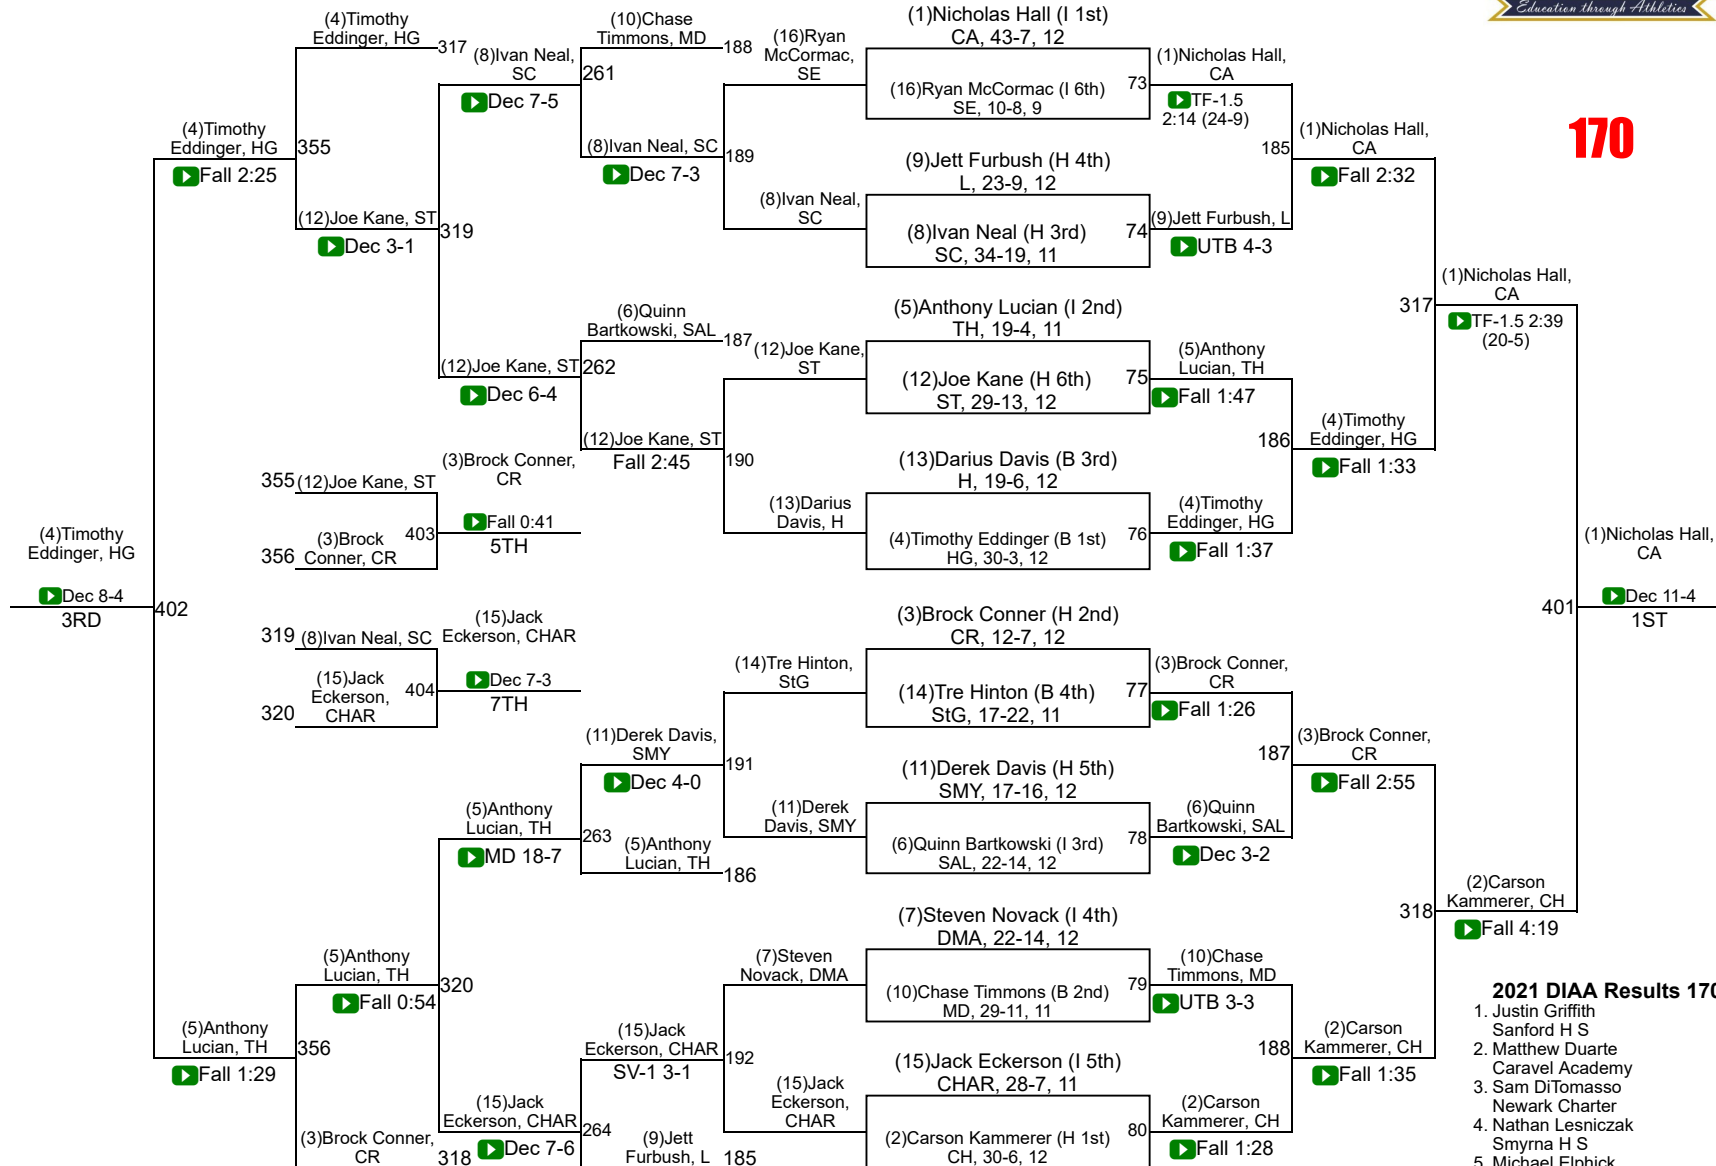 Education through Athletics
170
(4)Timothy
Eddinger, HG
317
(8)Ivan Neal,
SC
Dec 7-5
(10)Chase
Timmons, MD
188
261
(16)Ryan
McCormac,
SE
(1)Nicholas Hall (I 1st)
CA, 43-7, 12
(16)Ryan McCormac (I 6th)
SE, 10-8, 9
73
(1)Nicholas Hall,
CA
TF-1.5
2:14 (24-9)
(4)Timothy
Eddinger, HG
Fall 2:25
355
(8)Ivan Neal, SC
Dec 7-3
189
(9)Jett Furbush (H 4th)
L, 23-9, 12
185
(1)Nicholas Hall,
CA
Fall 2:32
(12)Joe Kane, ST
Dec 3-1
319
(8)Ivan Neal,
SC
(8)Ivan Neal (H 3rd)
SC, 34-19, 11
74
(9)Jett Furbush, L
UTB 4-3
317
(1)Nicholas Hall,
CA
TF-1.5 2:39
(20-5)
(6)Quinn
Bartkowski, SAL
187
(5)Anthony Lucian (I 2nd)
TH, 19-4, 11
(12)Joe Kane, ST
Dec 6-4
262
(12)Joe Kane,
ST
(12)Joe Kane (H 6th)
ST, 29-13, 12
75
(5)Anthony
Lucian, TH
Fall 1:47
(12)Joe Kane, ST
Fall 2:45
190
(13)Darius Davis (B 3rd)
H, 19-6, 12
186
(4)Timothy
Eddinger, HG
Fall 1:33
355
(12)Joe Kane, ST
(3)Brock Conner,
CR
403
Fall 0:41
5TH
356
(3)Brock
Conner, CR
(13)Darius
Davis, H
(4)Timothy Eddinger (B 1st)
HG, 30-3, 12
76
(4)Timothy
Eddinger, HG
Fall 1:37
(4)Timothy
Eddinger, HG
Dec 8-4
3RD
402
(1)Nicholas Hall,
CA
401
Dec 11-4
1ST
319
(8)Ivan Neal, SC
(15)Jack
Eckerson, CHAR
404
Dec 7-3
7TH
320
(15)Jack
Eckerson,
CHAR
(3)Brock Conner (H 2nd)
CR, 12-7, 12
(14)Tre Hinton,
StG
(14)Tre Hinton (B 4th)
StG, 17-22, 11
77
(3)Brock Conner,
CR
Fall 1:26
(11)Derek Davis,
SMY
Dec 4-0
191
(11)Derek Davis (H 5th)
SMY, 17-16, 12
187
(3)Brock Conner,
CR
Fall 2:55
(5)Anthony
Lucian, TH
MD 18-7
263
(11)Derek
Davis, SMY
(6)Quinn Bartkowski (I 3rd)
SAL, 22-14, 12
78
(6)Quinn
Bartkowski, SAL
Dec 3-2
(5)Anthony
Lucian, TH
186
318
(2)Carson
Kammerer, CH
Fall 4:19
(7)Steven Novack (I 4th)
DMA, 22-14, 12
(5)Anthony
Lucian, TH
Fall 0:54
320
(7)Steven
Novack, DMA
(10)Chase Timmons (B 2nd)
MD, 29-11, 11
79
(10)Chase
Timmons, MD
UTB 3-3
(5)Anthony
Lucian, TH
Fall 1:29
356
(15)Jack
Eckerson, CHAR
SV-1 3-1
192
(15)Jack Eckerson (I 5th)
CHAR, 28-7, 11
188
(2)Carson
Kammerer, CH
Fall 1:35
(15)Jack
Eckerson, CHAR
Dec 7-6
264
(15)Jack
Eckerson,
CHAR
(2)Carson Kammerer (H 1st)
CH, 30-6, 12
80
(2)Carson
Kammerer, CH
Fall 1:28
(3)Brock Conner,
CR
318
(9)Jett
Furbush, L
185
2021 DIAA Results 170
1. Justin Griffith
Sanford H S
2. Matthew Duarte
Caravel Academy
3. Sam DiTomasso
Newark Charter
4. Nathan Lesniczak
Smyrna H S
5. Michael Elphick